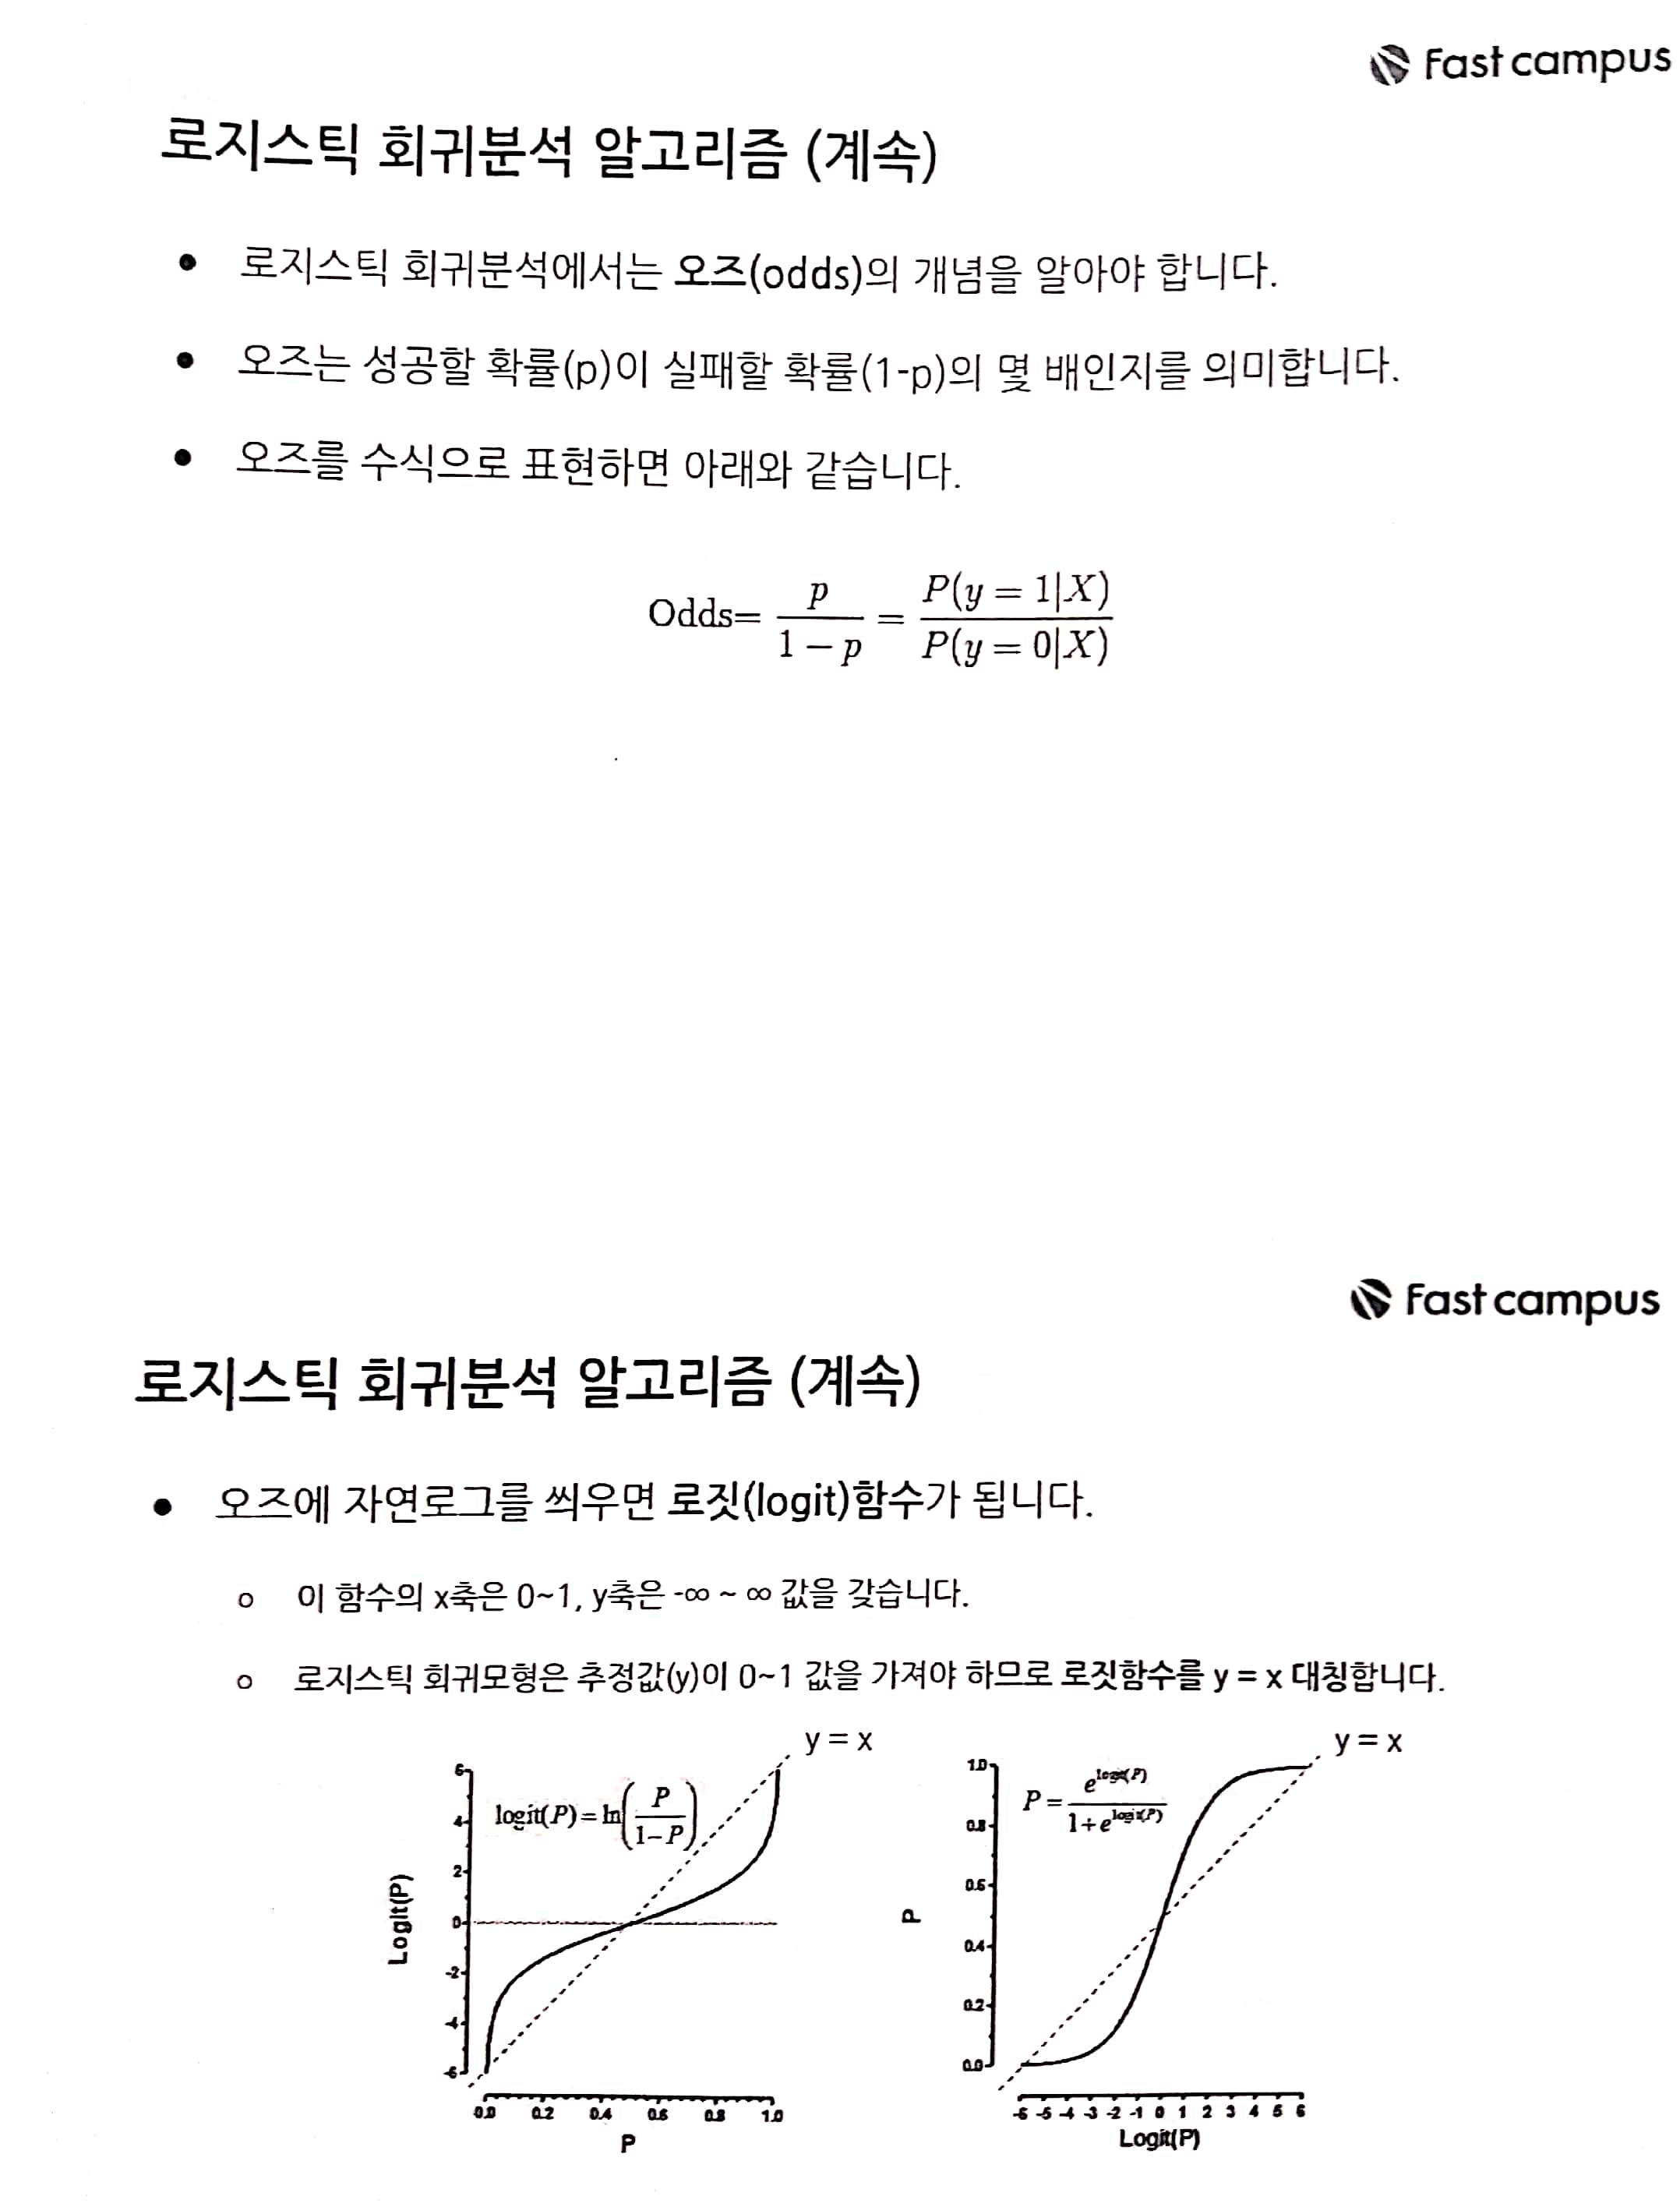 Fast campus
로지스틱 회귀분석 알고리즘 (계속)
● 로지스틱 회귀분석에서는 오즈(odds)의 개념을 알아야 합니다.
● 오즈는 성공할 확률(p)이 실패할 확률(1-p)의 몇 배인지를 의미합니다.
● 오즈를 수식으로 표현하면 아래와 같습니다.
Odds= p / 1 − p = P(y = 1|X) / P(y = 0|X)
Fast campus
로지스틱 회귀분석 알고리즘 (계속)
● 오즈에 자연로그를 씌우면 로짓(logit)함수가 됩니다.
○ 이 함수의 x축은 0~1, y축은 -∞ ~ ∞ 값을 갖습니다.
○ 로지스틱 회귀모형은 추정값(y)이 0~1 값을 가져야 하므로 로짓함수를 y = x 대칭합니다.
y = x
logit(P) = ln(P / 1−P)
Logit(P)
6
4
2
0
-2
-4
-6
0.0 0.2 0.4 0.6 0.8 1.0
P
y = x
P = e^logit(P) / 1+e^logit(P)
P
1.0
0.8
0.6
0.4
0.2
0.0
-6 -5 -4 -3 -2 -1 0 1 2 3 4 5 6
Logit(P)